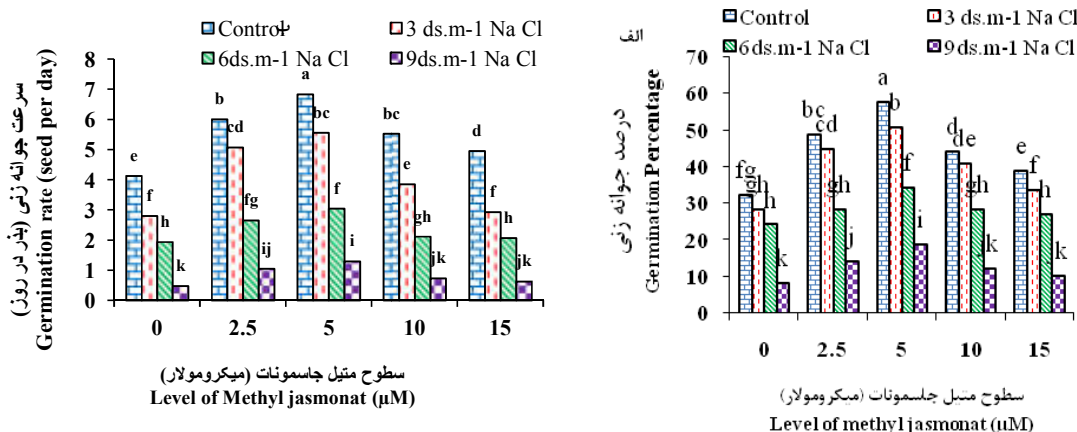 Control ب
3 ds.m-1 Na Cl
6ds.m-1 Na Cl
9ds.m-1 Na Cl
سرعت جوانه زنی (بذر در روز)
Germination rate (seed per day)
8
7
6
5
4
3
2
1
0
e
f
h
k
b
cd
fg
ij
a
bc
f
i
bc
e
gh
jk
d
f
h
jk
0 2.5 5 10 15
سطوح متیل جاسمونات (میکرومولار)
Level of Methyl jasmonat (µM)
Control
3 ds.m-1 Na Cl
6ds.m-1 Na Cl
9ds.m-1 Na Cl
الف
درصد جوانه زنی
Germination Percentage
70
60
50
40
30
20
10
0
fg
gh
h
k
bc
cd
gh
j
a
b
f
i
d
de
gh
jk
e
f
h
k
0 2.5 5 10 15
سطوح متیل جاسمونات (میکرومولار)
Level of methyl jasmonat (µM)